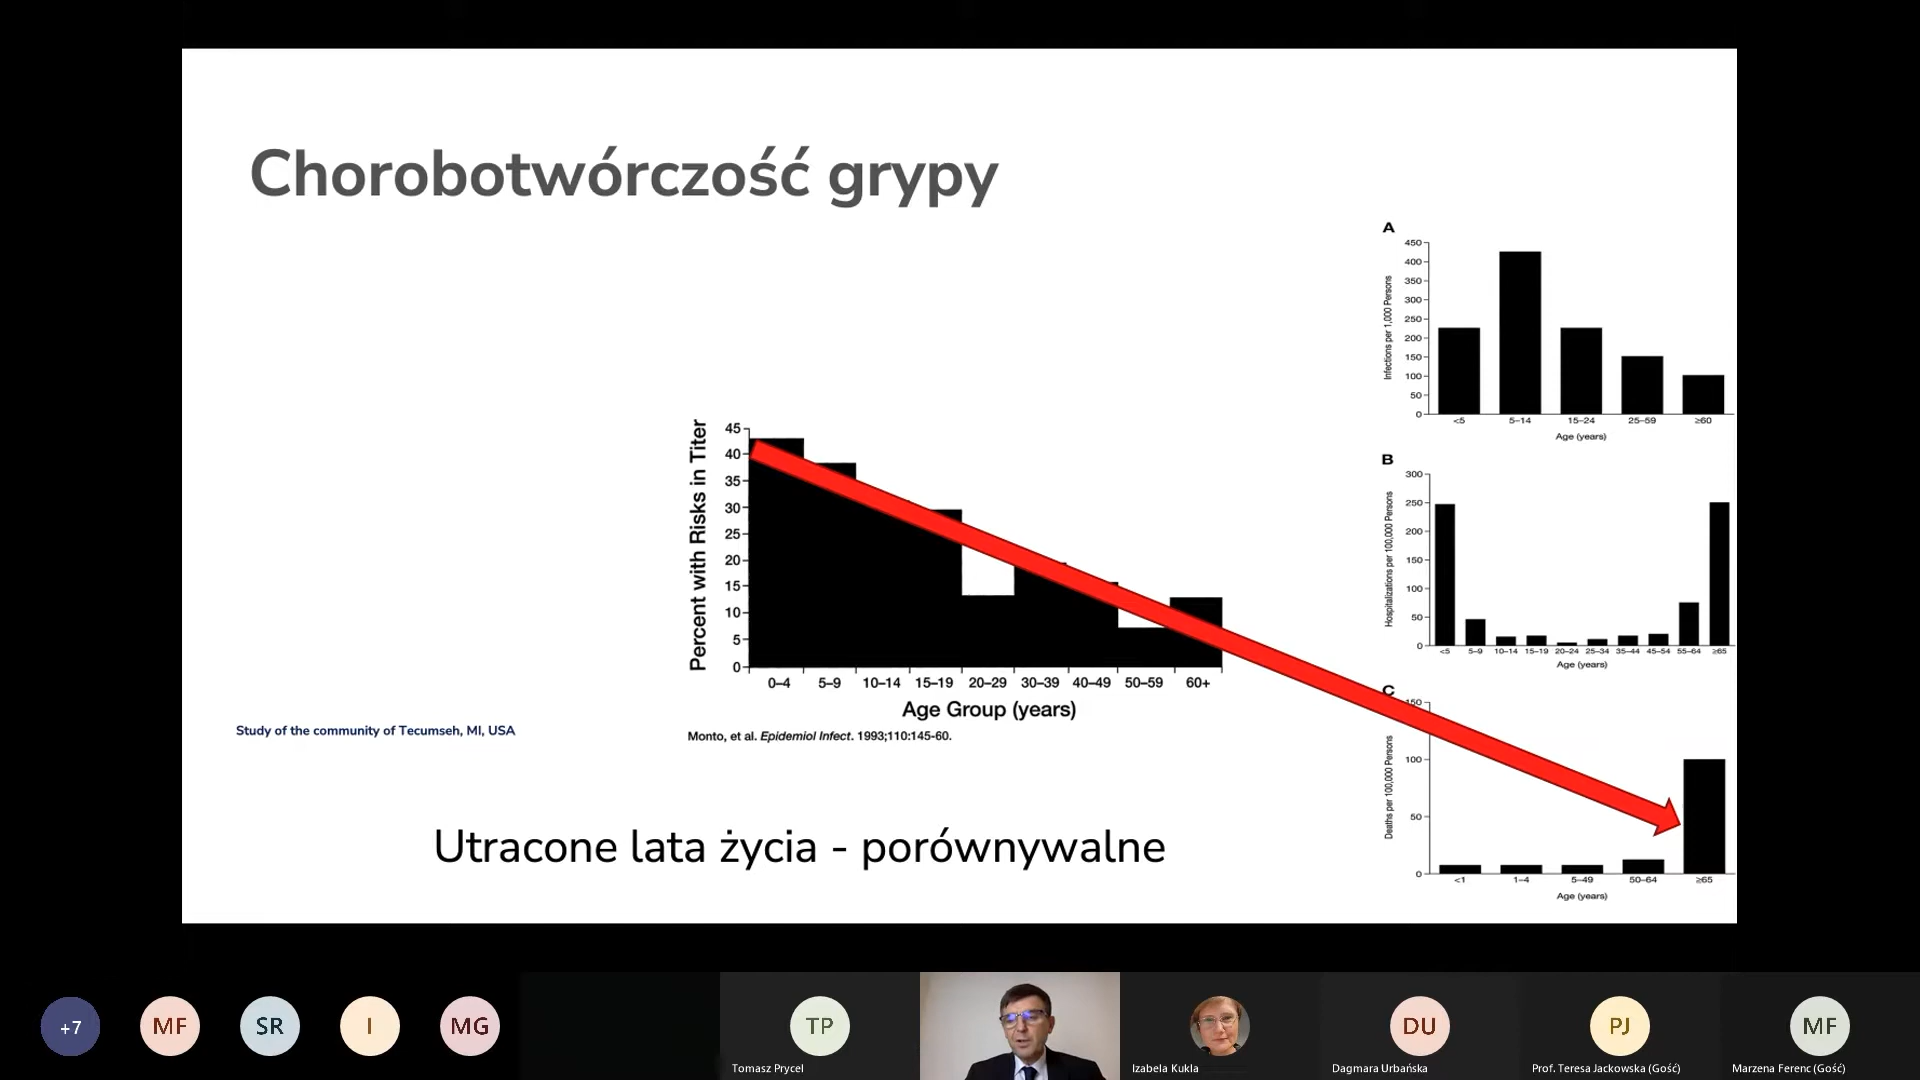 Chorobotwórczość grypy
A
450
400
350
300
250
200
150
100
50
0
Infections per 1,000 Persons
<5 5–14 15–24 25–59 ≥60
Age (years)
Percent with Risks in Titer
45
40
35
30
25
20
15
10
5
0
0–4 5–9 10–14 15–19 20–29 30–39 40–49 50–59 60+
Age Group (years)
B
300
250
200
150
100
50
0
Hospitalizations per 100,000 Persons
<5 5–9 10–14 15–19 20–24 25–34 35–44 45–54 55–64 ≥65
Age (years)
Study of the community of Tecumseh, MI, USA
Monto, et al. Epidemiol Infect. 1993;110:145-60.
C
150
100
50
0
Deaths per 100,000 Persons
<1 1–4 5–49 50–64 ≥65
Age (years)
Utracone lata życia - porównywalne
+7 MF SR I MG TP DU PJ MF
Tomasz Prycel Izabela Kukla Dagmara Urbańska Prof. Teresa Jackowska (Gość) Marzena Ferenc (Gość)